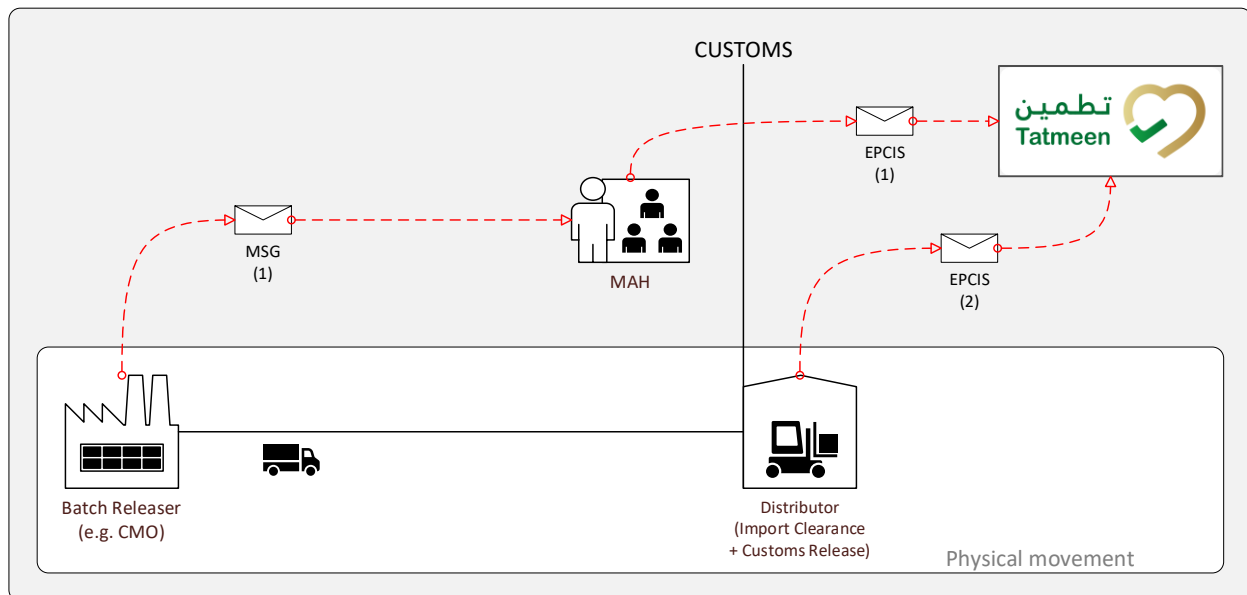 CUSTOMS
تطمين
Tatmeen
EPCIS
(1)
MSG
(1)
MAH
EPCIS
(2)
Batch Releaser
(e.g. CMO)
Distributor
(Import Clearance
+ Customs Release)
Physical movement